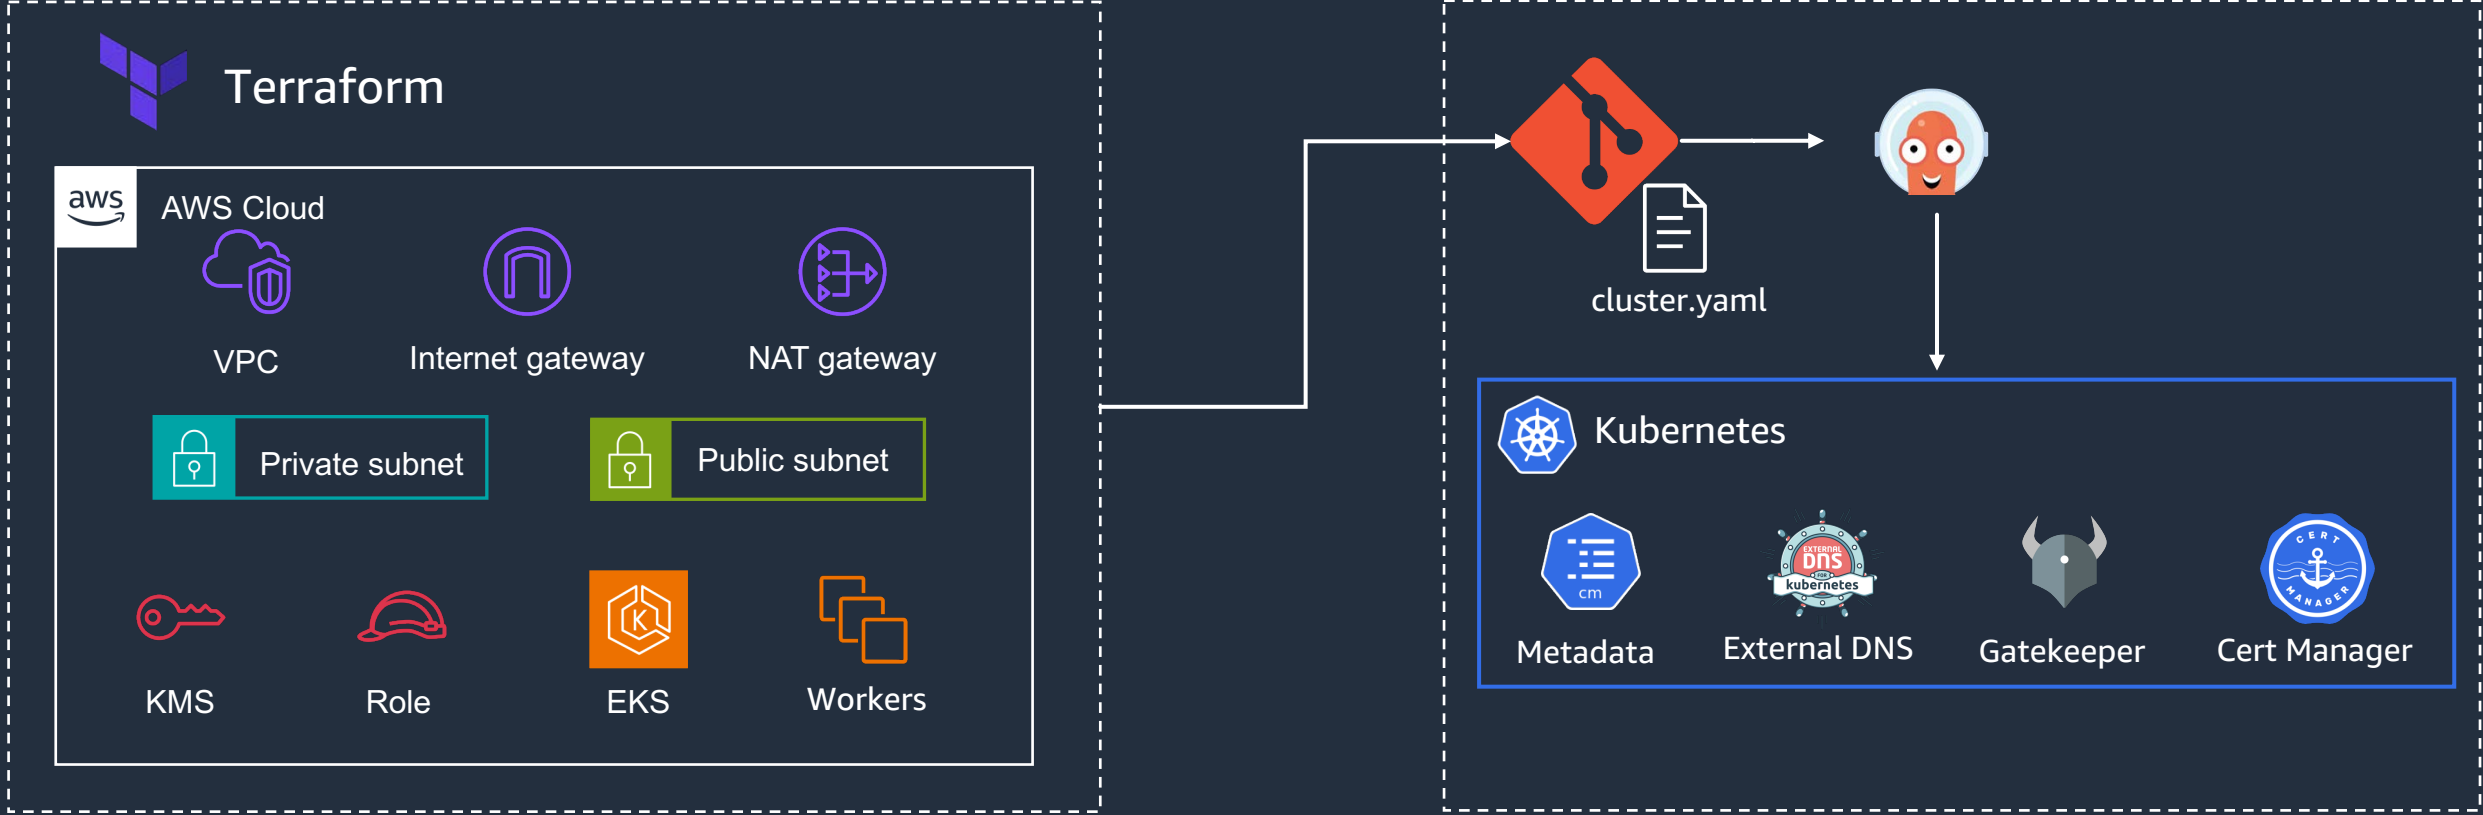 Terraform
aws
AWS Cloud
VPC
Internet gateway
NAT gateway
Private subnet
Public subnet
KMS
Role
EKS
Workers
cluster.yaml
Kubernetes
cm
Metadata
EXTERNAL
DNS
FOR
kubernetes
External DNS
Gatekeeper
CERT
MANAGER
Cert Manager
K